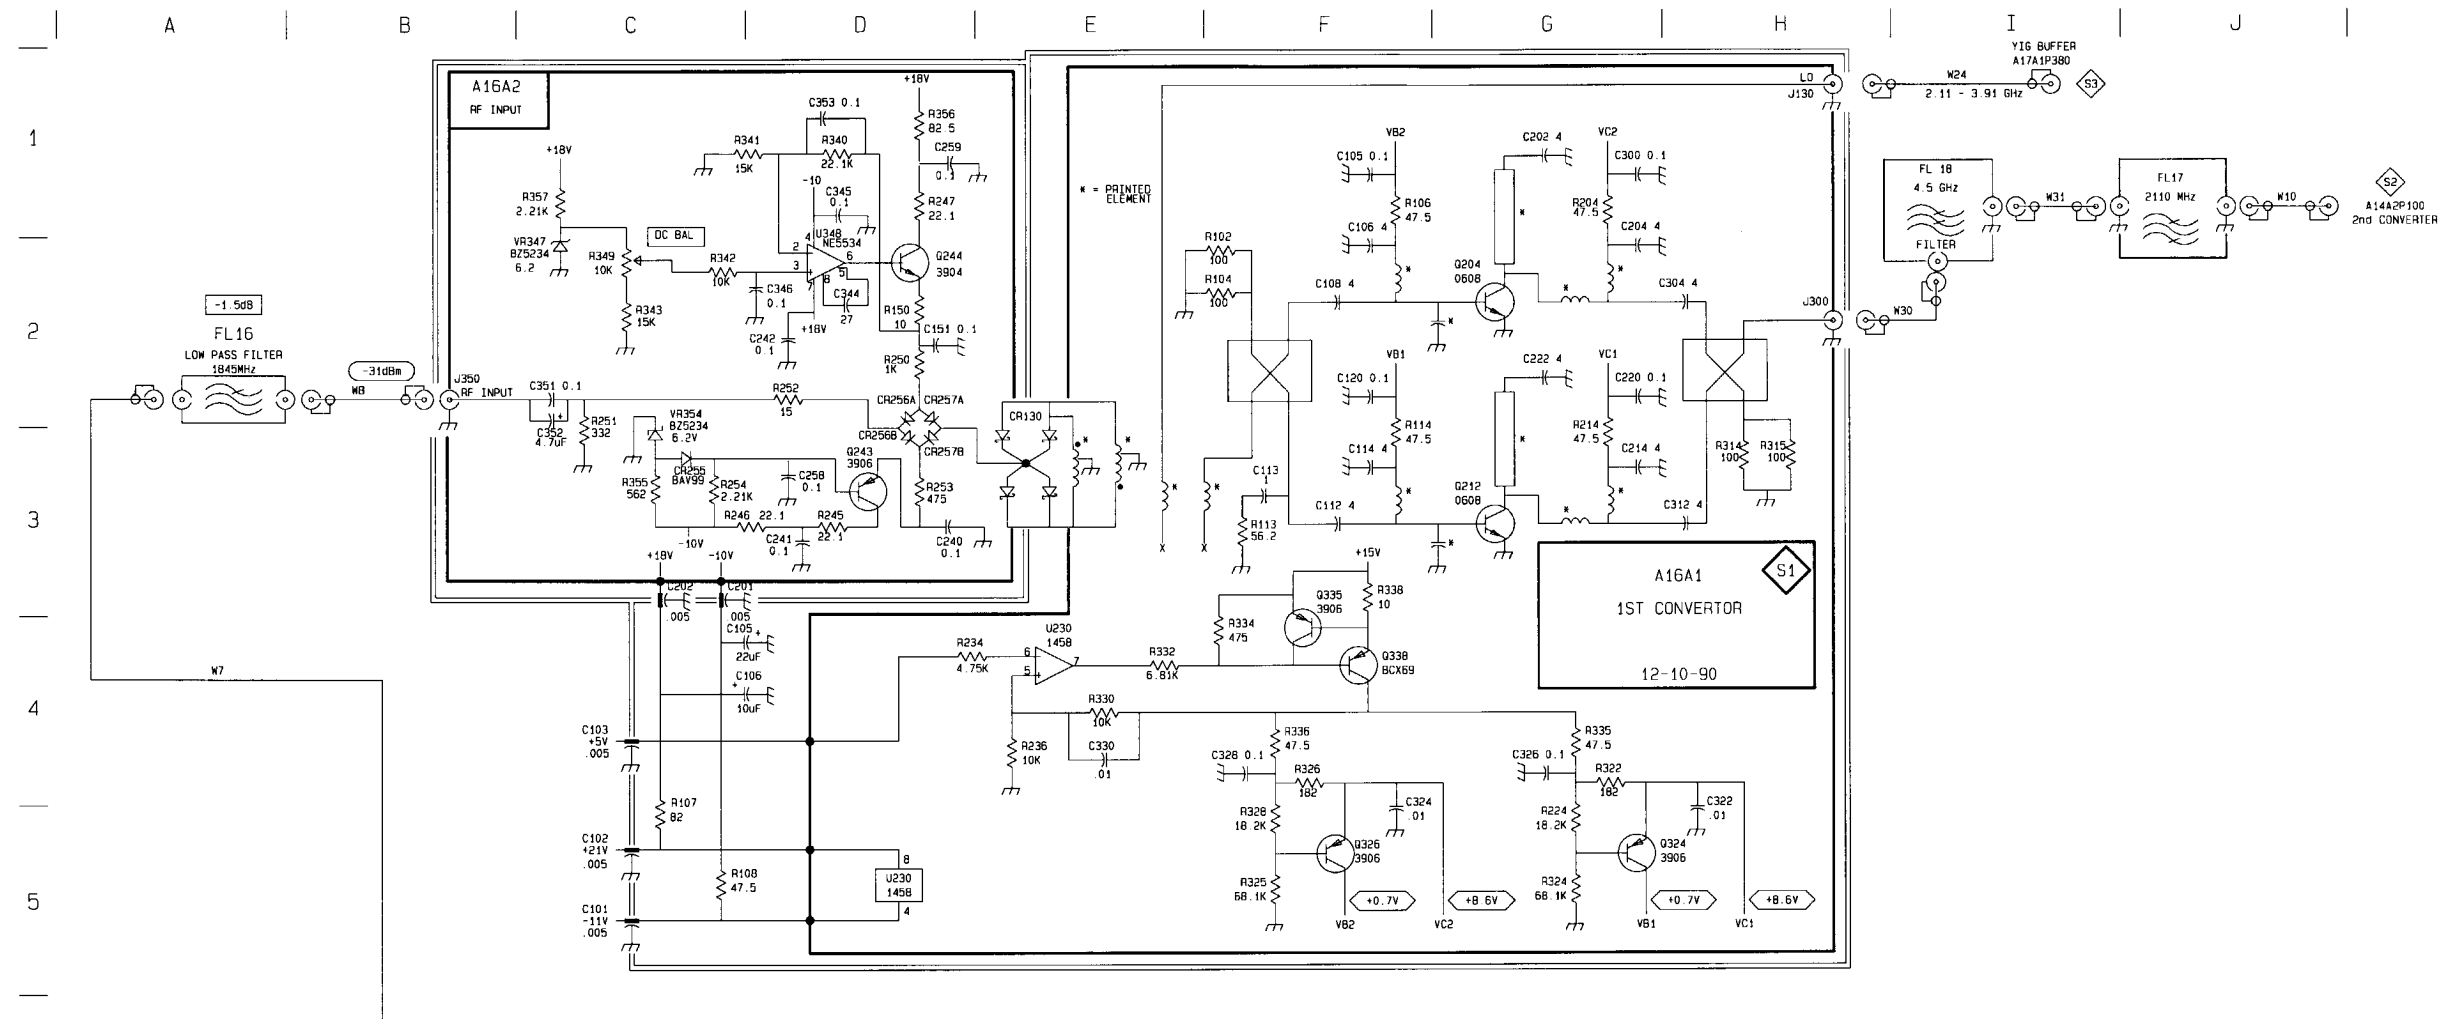 A B C D E F G H I J
1
2
3
4
5
A16A2
RF INPUT
+18V
R357
2.21K
VR347
BZ5234
6.2
R349
10K
R343
15K
DC BAL
R342
10K
R341
15K
C353 0.1
R340
22.1K
-10
C345
0.1
U348
NE5534
4
2
3
6
5
8
7
C346
0.1
C344
27
+18V
C242
0.1
+18V
R356
82.5
C259
0.1
R247
22.1
Q244
3904
R150
10
C151 0.1
R250
1K
-1.5dB
FL16
LOW PASS FILTER
1845MHz
-31dBm
W8
J350
RF INPUT
C351 0.1
C352
4.7uF
+
R251
332
VR354
BZ5234
6.2V
CR255
BAV99
R355
562
R254
2.21K
R252
15
CR256A
CR257A
CR256B
CR257B
C258
0.1
Q243
3906
R253
475
R246 22.1
R245
22.1
-10V
C241
0.1
C240
0.1
+18V
-10V
C202
.005
C201
.005
C105
22uF
+
C106
10uF
+
W7
C103
+5V
.005
R107
82
C102
+21V
.005
R108
47.5
C101
-11V
.005
8
U230
1458
4
CR130
*
*
* = PRINTED
ELEMENT
*
*
X
X
LO
J130
W24
2.11 - 3.91 GHz
YIG BUFFER
A17A1P380
S3
R102
100
R104
100
C113
1
R113
56.2
VB2
C105 0.1
R106
47.5
C106 4
*
C108 4
*
C202 4
*
Q204
0608
VC2
C300 0.1
R204
47.5
C204 4
*
*
C304 4
J300
VB1
C120 0.1
R114
47.5
C114 4
*
C112 4
*
C222 4
*
Q212
0608
VC1
C220 0.1
R214
47.5
C214 4
*
*
C312 4
R314
100
R315
100
FL 18
4.5 GHz
FILTER
W30
W31
FL17
2110 MHz
W10
S2
A14A2P100
2nd CONVERTER
A16A1
S1
1ST CONVERTOR
12-10-90
R234
4.75K
U230
1458
6
5
+
7
R332
6.81K
R334
475
Q335
3906
+15V
R338
10
Q338
BCX69
R330
10K
C330
.01
R236
10K
R336
47.5
C328 0.1
R326
182
R328
18.2K
R325
68.1K
Q326
3906
C324
.01
+0.7V
VB2
+8.6V
VC2
R335
47.5
C326 0.1
R322
182
R224
18.2K
R324
68.1K
Q324
3906
C322
.01
+0.7V
VB1
+8.6V
VC1